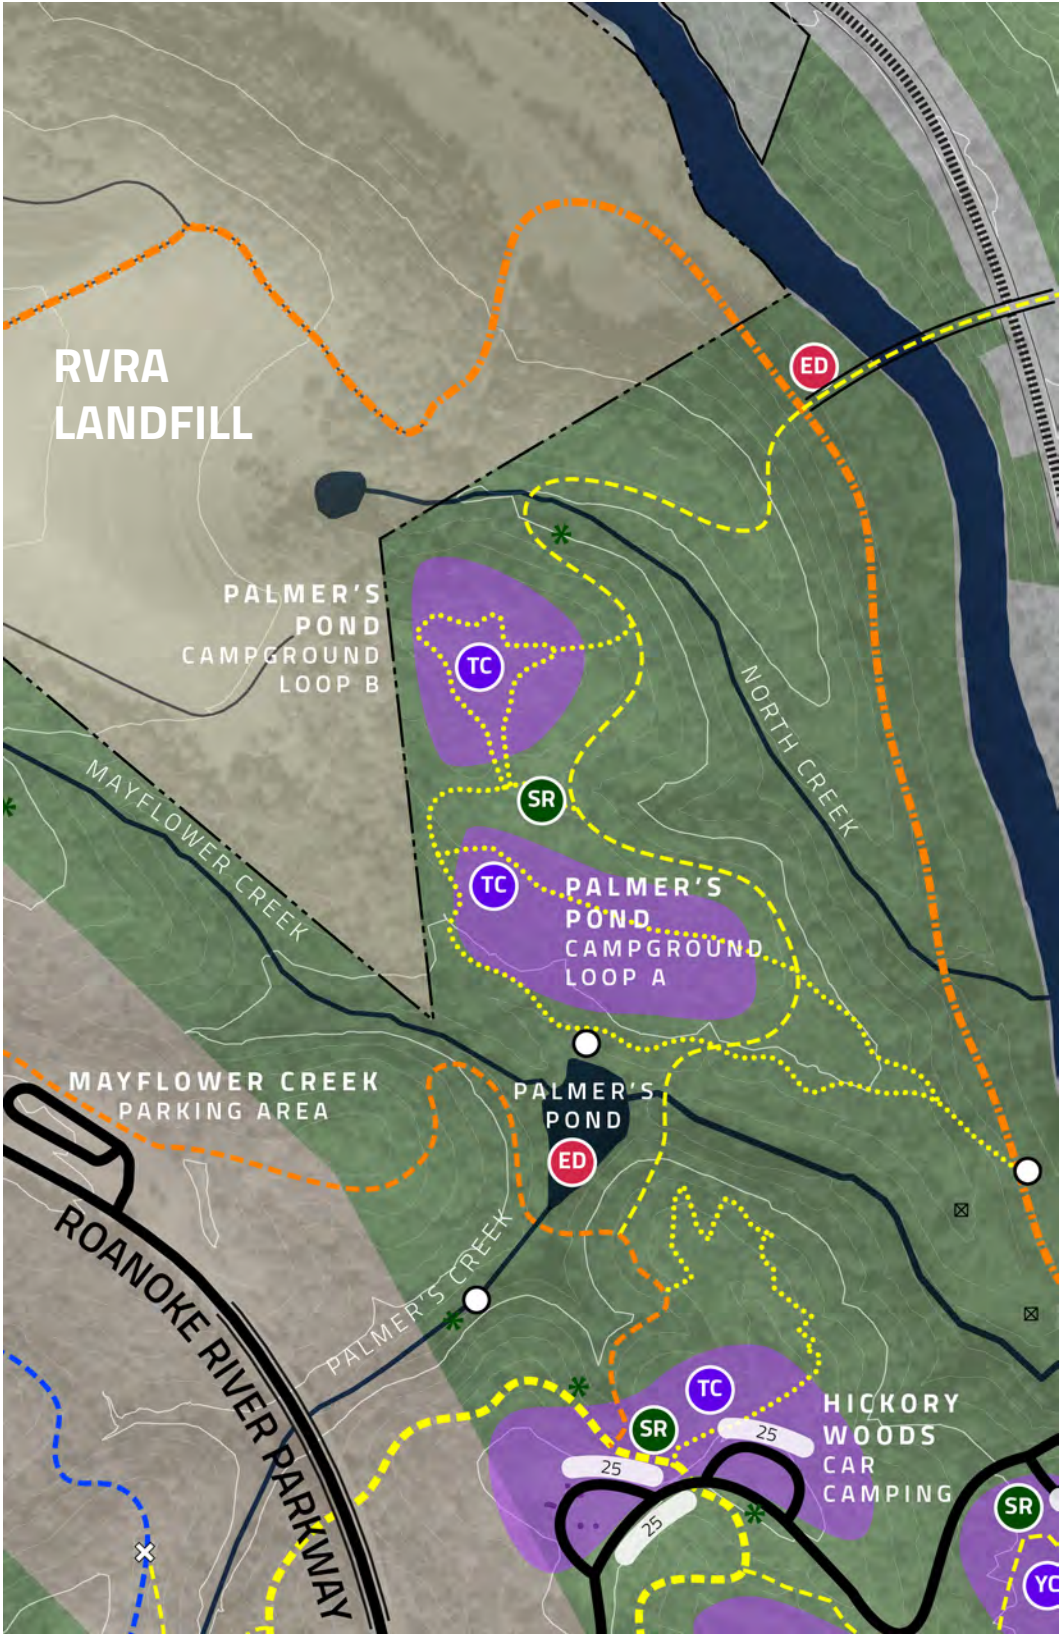 ED
RVRA
LANDFILL
PALMER'S
POND
CAMPGROUND
LOOP B
TC
NORTH CREEK
MAYFLOWER CREEK
SR
TC
PALMER'S
POND
CAMPGROUND
LOOP A
MAYFLOWER CREEK
PARKING AREA
PALMER'S
POND
ED
ROANOKE RIVER PARKWAY
PALMER'S CREEK
TC
HICKORY
WOODS
CAR
CAMPING
SR
25
25
25
SR
YC